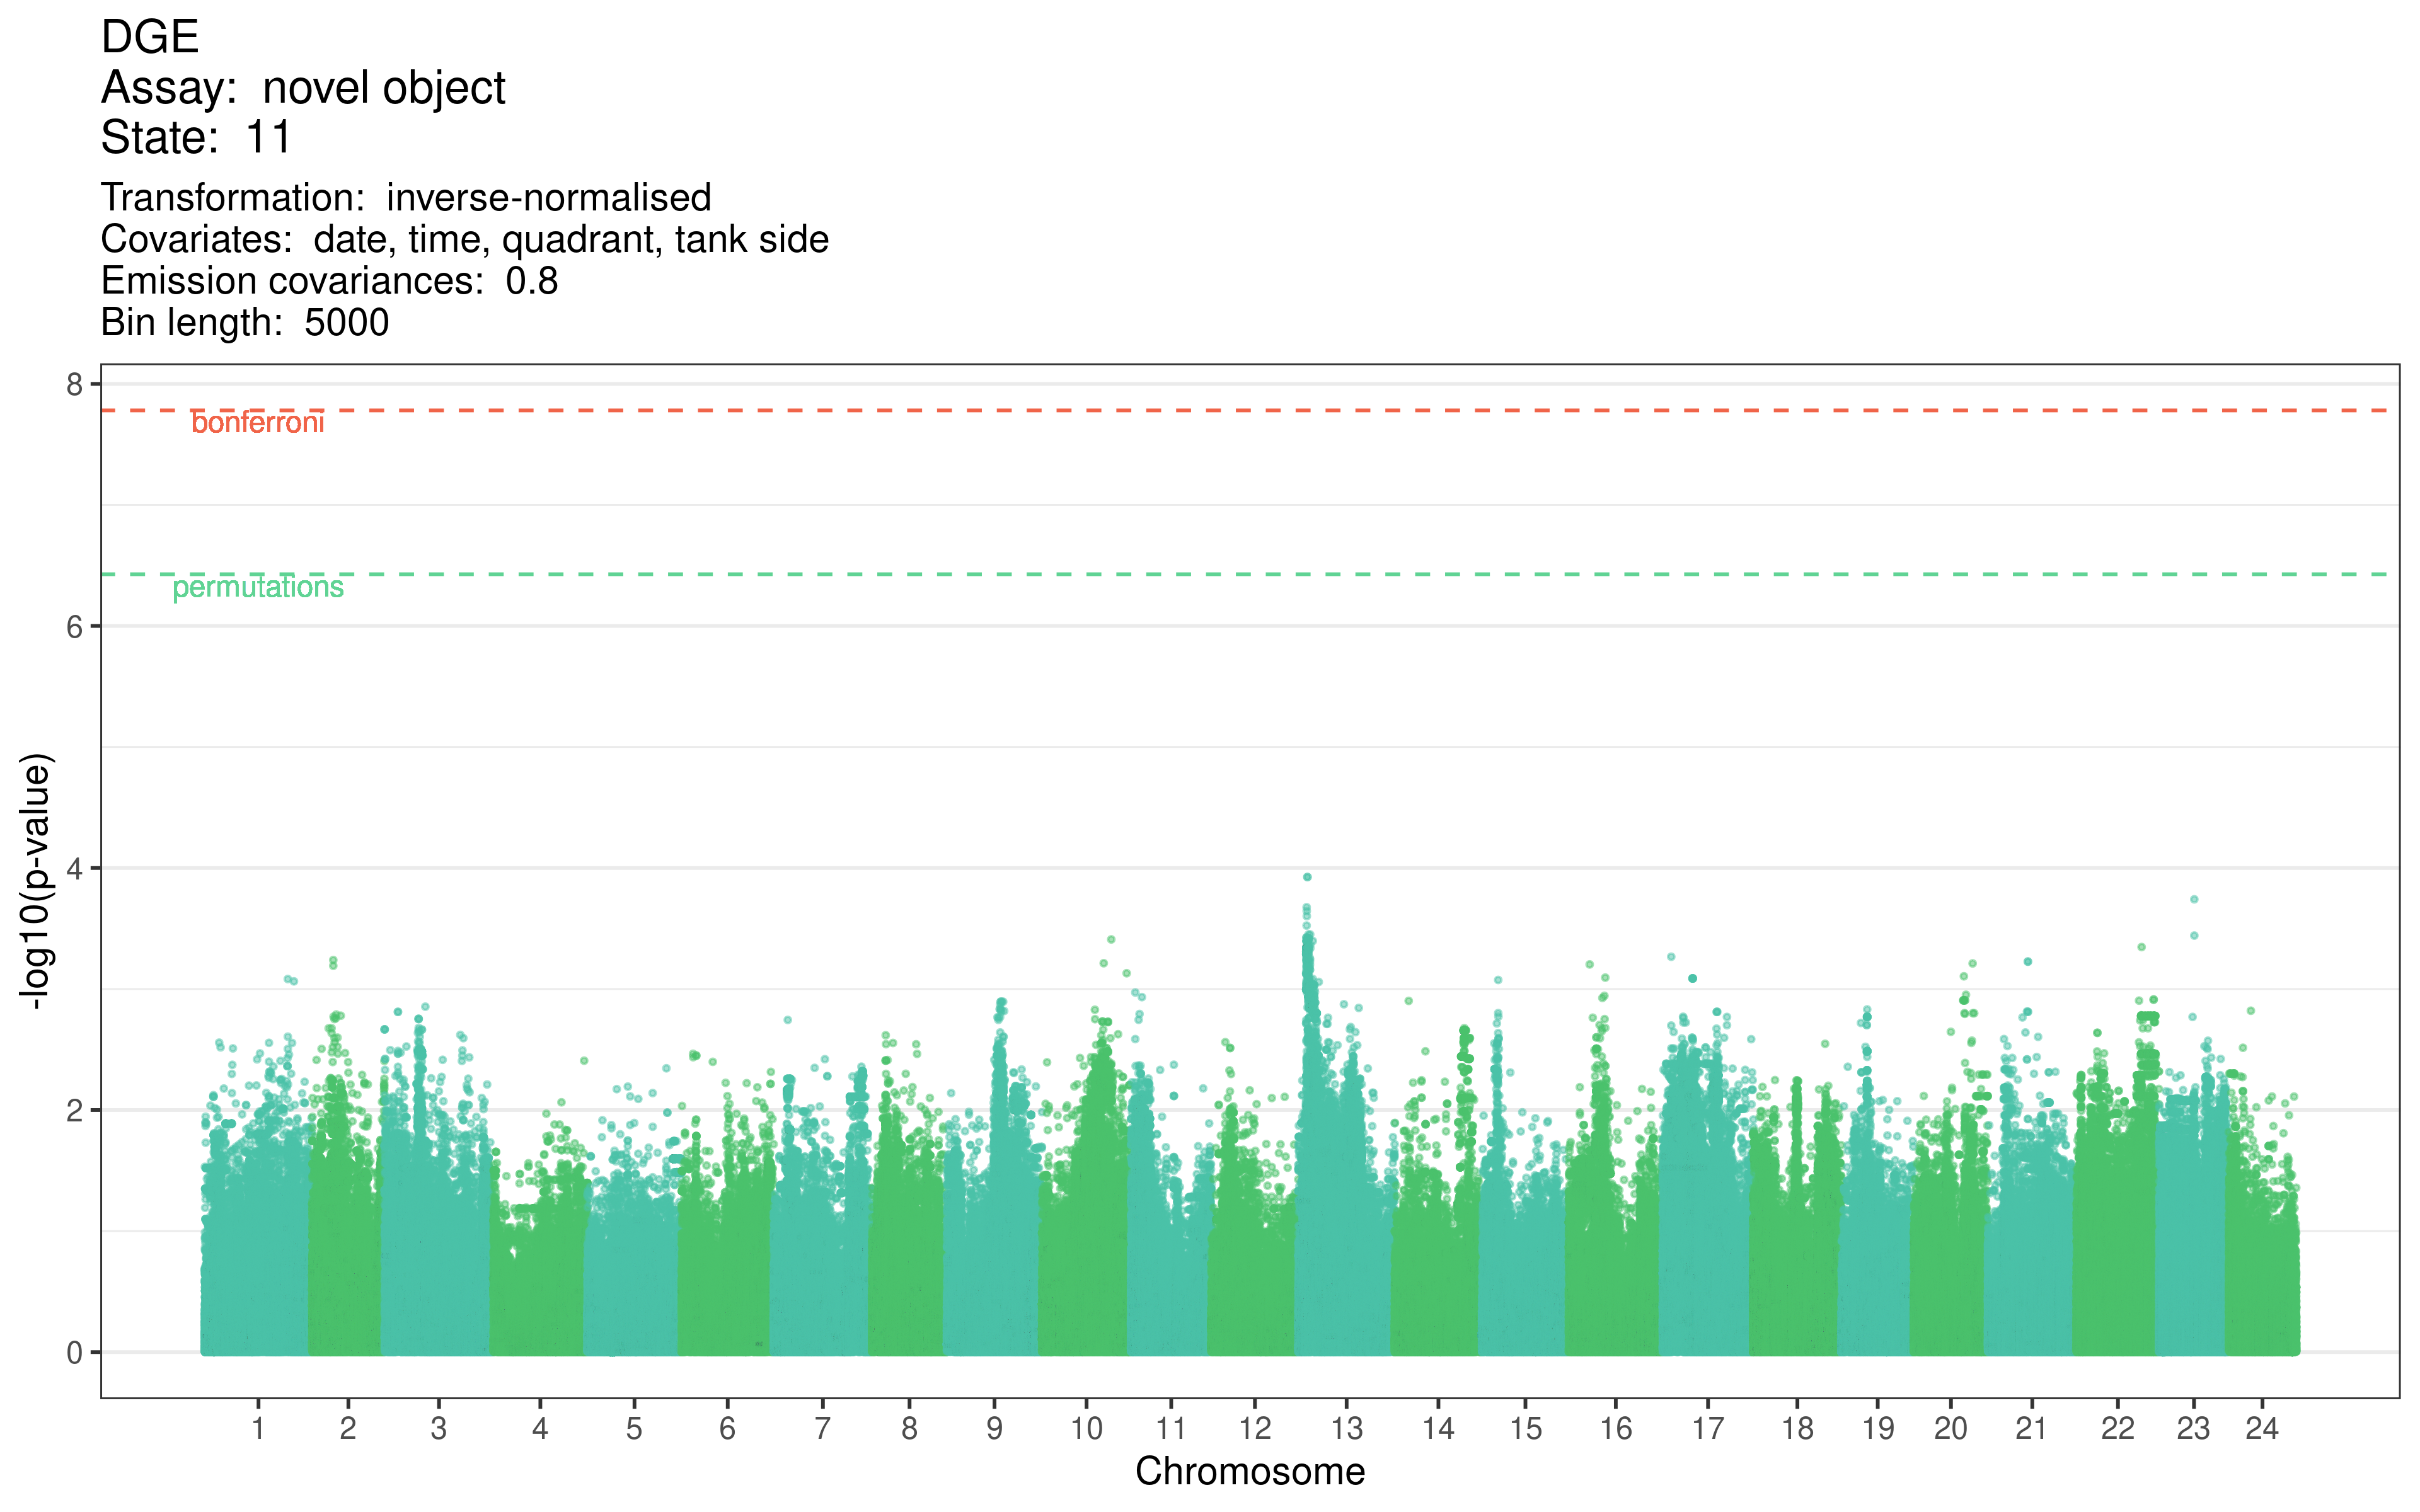 DGE
Assay:  novel object
State:  11
Transformation:  inverse-normalised
Covariates:  date, time, quadrant, tank side
Emission covariances:  0.8
Bin length:  5000
8
bonferroni
permutations
6
4
2
0
-log10(p-value)
1 2 3 4 5 6 7 8 9 10 11 12 13 14 15 16 17 18 19 20 21 22 23 24
Chromosome